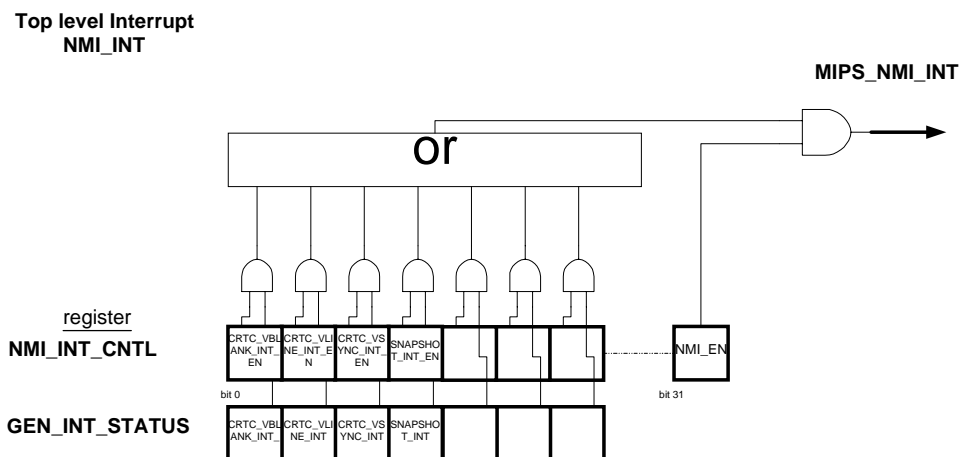 Top level Interrupt
NMI_INT
MIPS_NMI_INT
or
register
NMI_INT_CNTL
CRTC_VBL
ANK_INT_
EN
CRTC_VLI
NE_INT_E
N
CRTC_VS
YNC_INT_
EN
SNAPSHO
T_INT_EN
NMI_EN
bit 0
bit 31
GEN_INT_STATUS
CRTC_VBL
ANK_INT_
CRTC_VLI
NE_INT
CRTC_VS
YNC_INT
SNAPSHO
T_INT